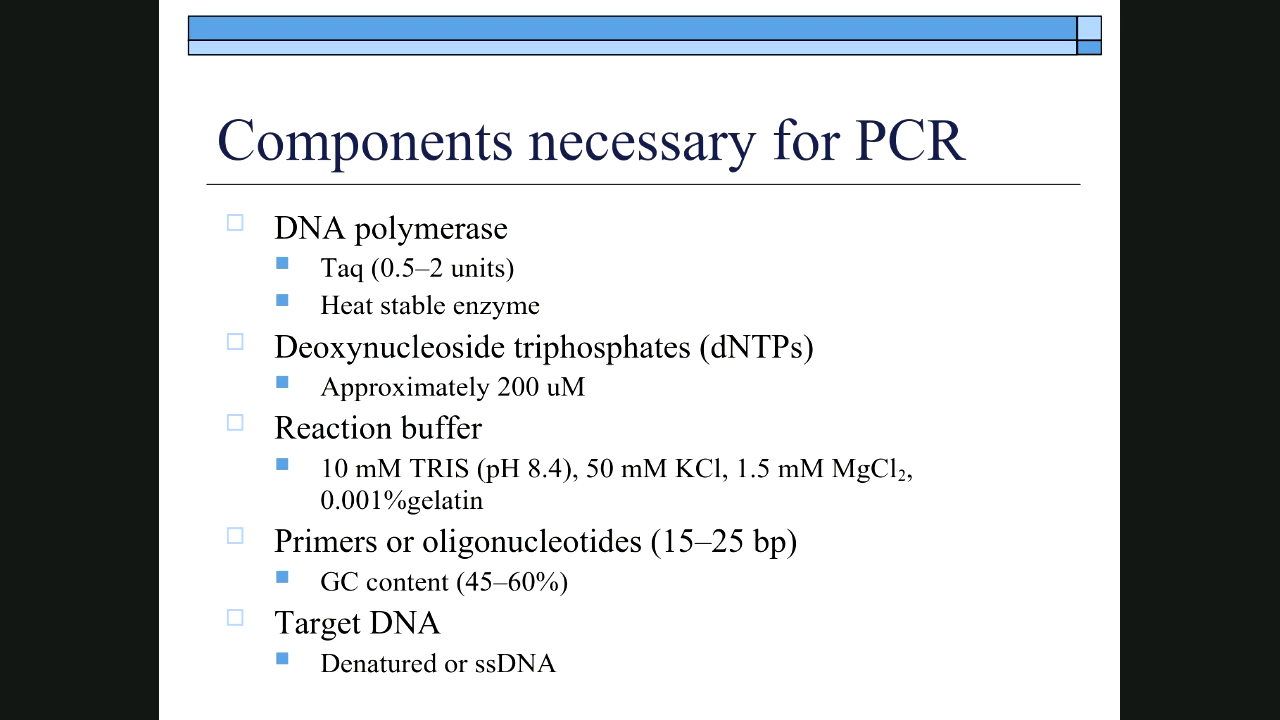 Components necessary for PCR
DNA polymerase
Taq (0.5–2 units)
Heat stable enzyme
Deoxynucleoside triphosphates (dNTPs)
Approximately 200 uM
Reaction buffer
10 mM TRIS (pH 8.4), 50 mM KCl, 1.5 mM MgCl₂,
0.001%gelatin
Primers or oligonucleotides (15–25 bp)
GC content (45–60%)
Target DNA
Denatured or ssDNA